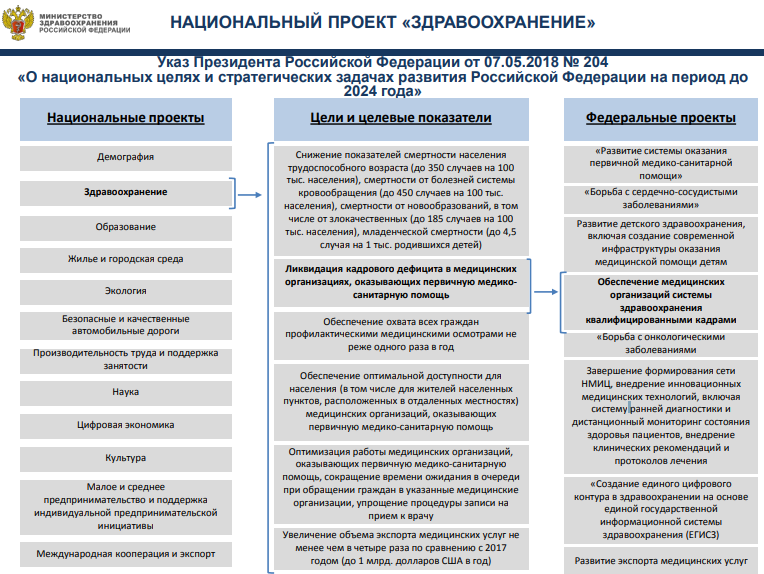 МИНИСТЕРСТВО
ЗДРАВООХРАНЕНИЯ
РОССИЙСКОЙ ФЕДЕРАЦИИ
НАЦИОНАЛЬНЫЙ ПРОЕКТ «ЗДРАВООХРАНЕНИЕ»
Указ Президента Российской Федерации от 07.05.2018 № 204
«О национальных целях и стратегических задачах развития Российской Федерации на период до
2024 года»
Национальные проекты
Демография
Здравоохранение
Образование
Жилье и городская среда
Экология
Безопасные и качественные
автомобильные дороги
Производительность труда и поддержка
занятости
Наука
Цифровая экономика
Культура
Малое и среднее
предпринимательство и поддержка
индивидуальной предпринимательской
инициативы
Международная кооперация и экспорт
Цели и целевые показатели
Снижение показателей смертности населения
трудоспособного возраста (до 350 случаев на 100
тыс. населения), смертности от болезней системы
кровообращения (до 450 случаев на 100 тыс.
населения), смертности от новообразований, в том
числе от злокачественных (до 185 случаев на 100
тыс. населения), младенческой смертности (до 4,5
случая на 1 тыс. родившихся детей)
Ликвидация кадрового дефицита в медицинских
организациях, оказывающих первичную медико-
санитарную помощь
Обеспечение охвата всех граждан
профилактическими медицинскими осмотрами не
реже одного раза в год
Обеспечение оптимальной доступности для
населения (в том числе для жителей населенных
пунктов, расположенных в отдаленных местностях)
медицинских организаций, оказывающих
первичную медико-санитарную помощь
Оптимизация работы медицинских организаций,
оказывающих первичную медико-санитарную
помощь, сокращение времени ожидания в очереди
при обращении граждан в указанные медицинские
организации, упрощение процедуры записи на
прием к врачу
Увеличение объема экспорта медицинских услуг не
менее чем в четыре раза по сравнению с 2017
годом (до 1 млрд. долларов США в год)
Федеральные проекты
«Развитие системы оказания
первичной медико-санитарной
помощи»
«Борьба с сердечно-сосудистыми
заболеваниями»
Развитие детского здравоохранения,
включая создание современной
инфраструктуры оказания
медицинской помощи детям
Обеспечение медицинских
организаций системы
здравоохранения
квалифицированными кадрами
«Борьба с онкологическими
заболеваниями
Завершение формирования сети
НМИЦ, внедрение инновационных
медицинских технологий, включая
систему ранней диагностики и
дистанционный мониторинг состояния
здоровья пациентов, внедрение
клинических рекомендаций и
протоколов лечения
«Создание единого цифрового
контура в здравоохранении на основе
единой государственной
информационной системы
здравоохранения (ЕГИСЗ)
Развитие экспорта медицинских услуг